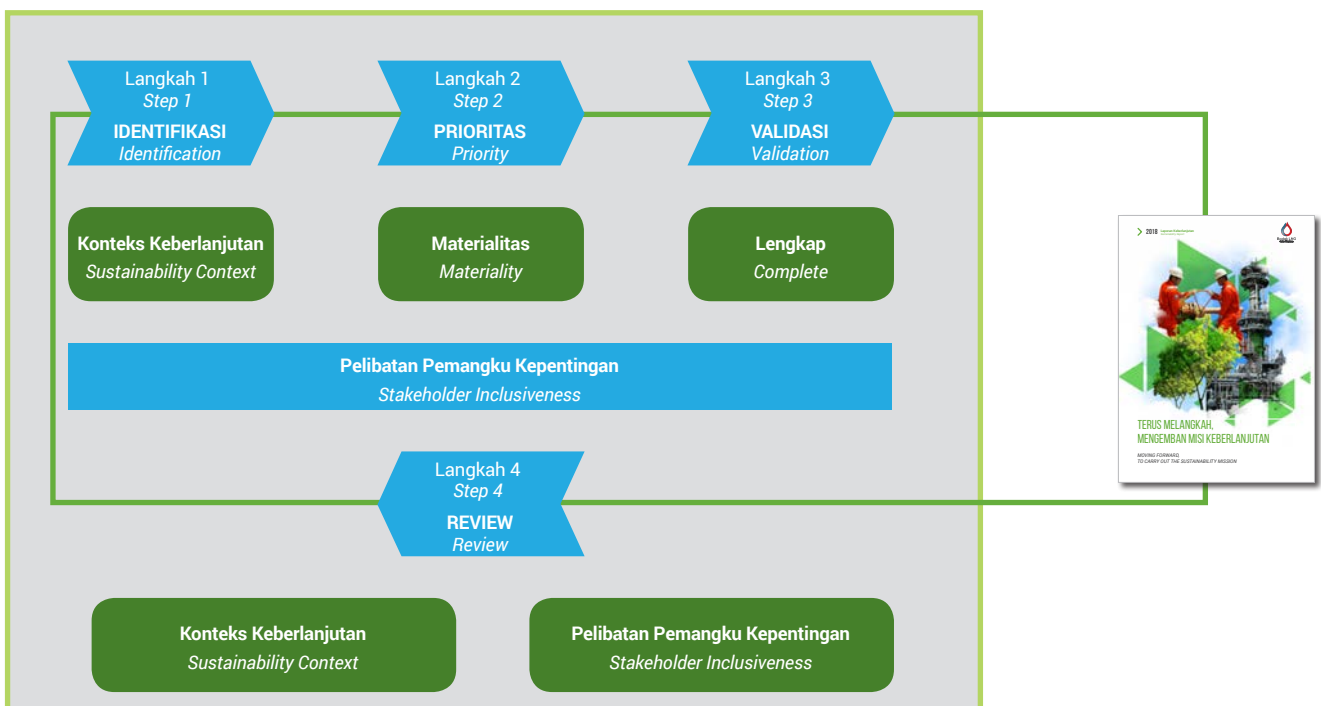 Langkah 1
Step 1
IDENTIFIKASI
Identification
Langkah 2
Step 2
PRIORITAS
Priority
Langkah 3
Step 3
VALIDASI
Validation
Konteks Keberlanjutan
Sustainability Context
Materialitas
Materiality
Lengkap
Complete
2018
Pelibatan Pemangku Kepentingan
Stakeholder Inclusiveness
TERUS MELANGKAH,
MENGEMBAN MISI KEBERLANJUTAN
MOVING FORWARD,
TO CARRY OUT THE SUSTAINABILITY MISSION
Langkah 4
Step 4
REVIEW
Review
Konteks Keberlanjutan
Sustainability Context
Pelibatan Pemangku Kepentingan
Stakeholder Inclusiveness